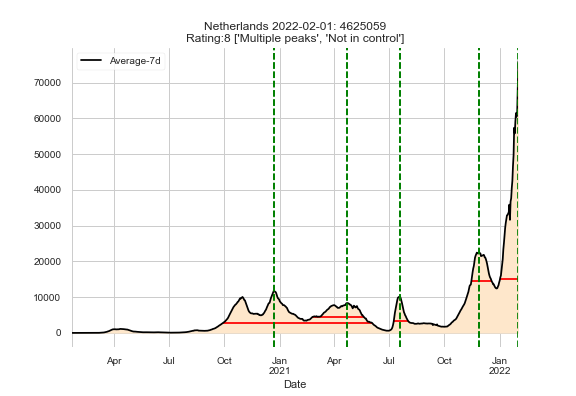 Netherlands 2022-02-01: 4625059
Rating:8 ['Multiple peaks', 'Not in control']
Average-7d
70000
60000
50000
40000
30000
20000
10000
0
Apr Jul Oct Jan Apr Jul Oct Jan
2021 2022
Date